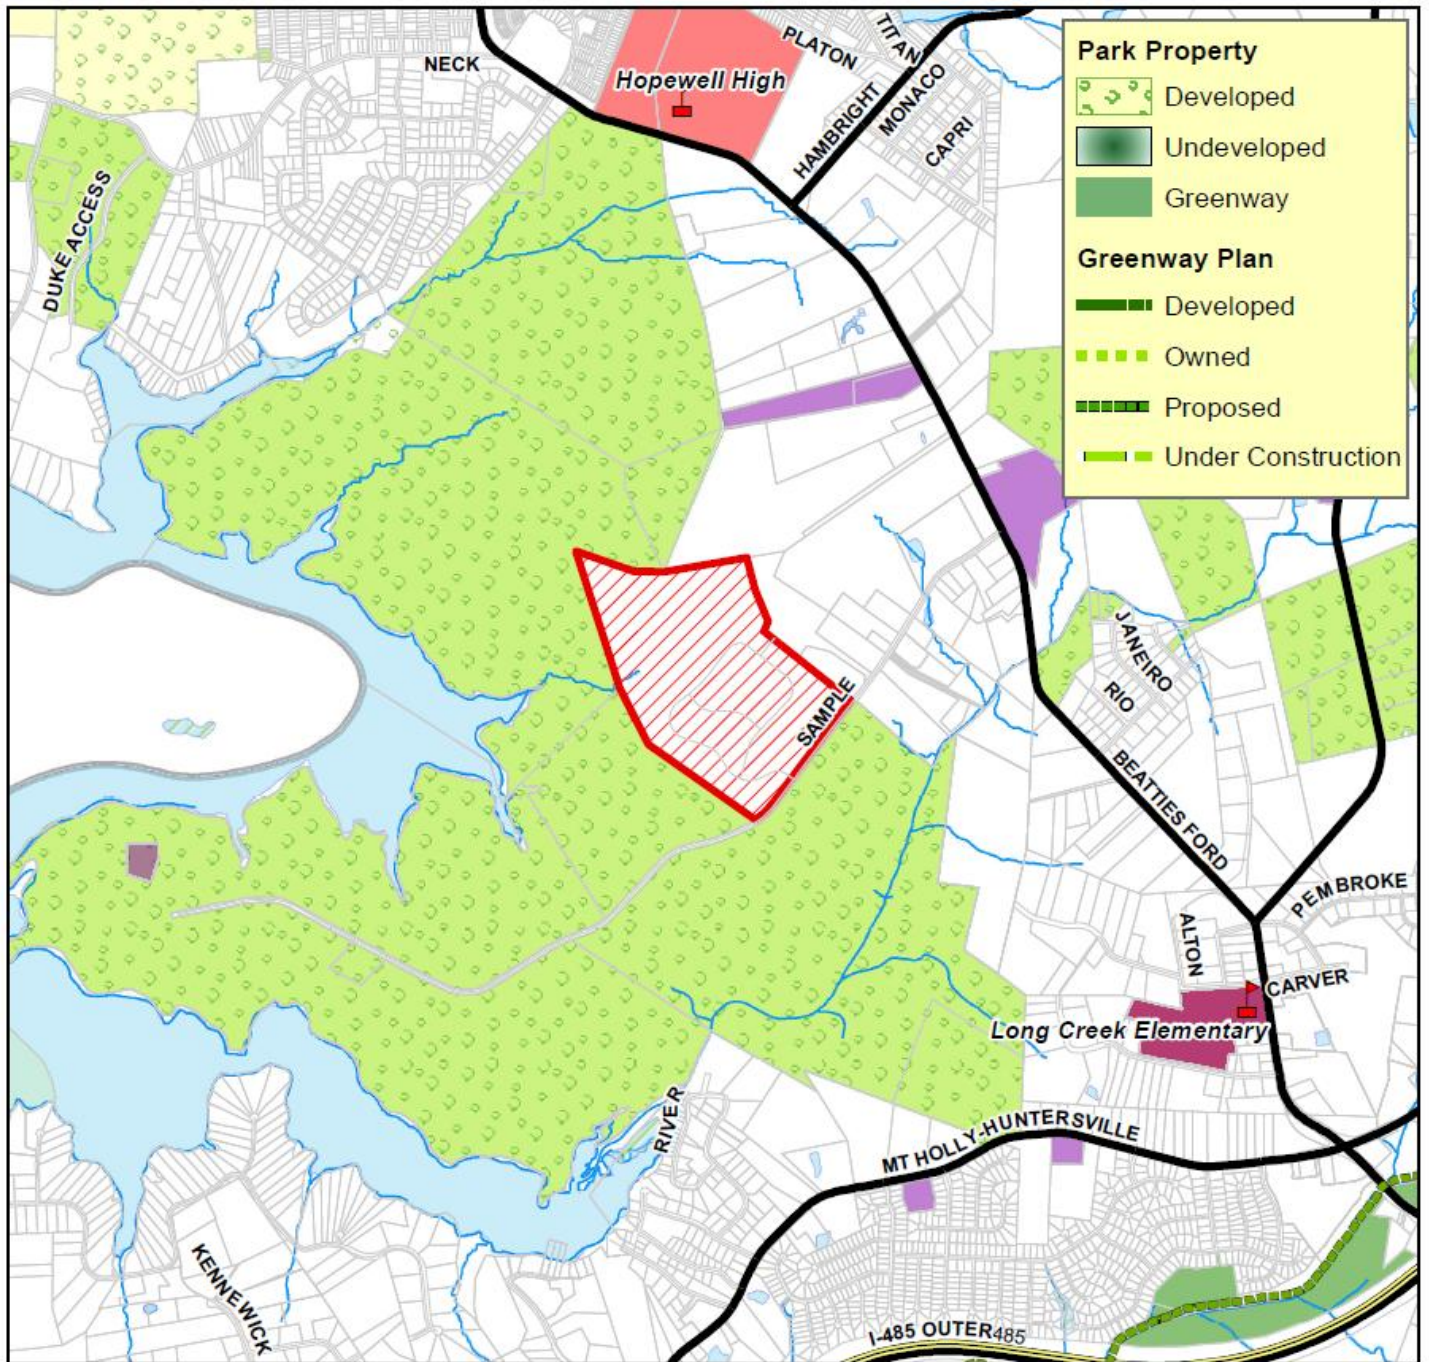 NECK
PLATON
TITAN
Hopewell High
HAMBRIGHT
MONACO
CAPRI
DUKE ACCESS
Park Property
Developed
Undeveloped
Greenway
Greenway Plan
Developed
Owned
Proposed
Under Construction
JANEIRO
RIO
SAMPLE
BEATTIES FORD
PEMBROKE
ALTON
CARVER
Long Creek Elementary
RIVER
MT HOLLY-HUNTERSVILLE
KENNEWICK
I-485 OUTER485